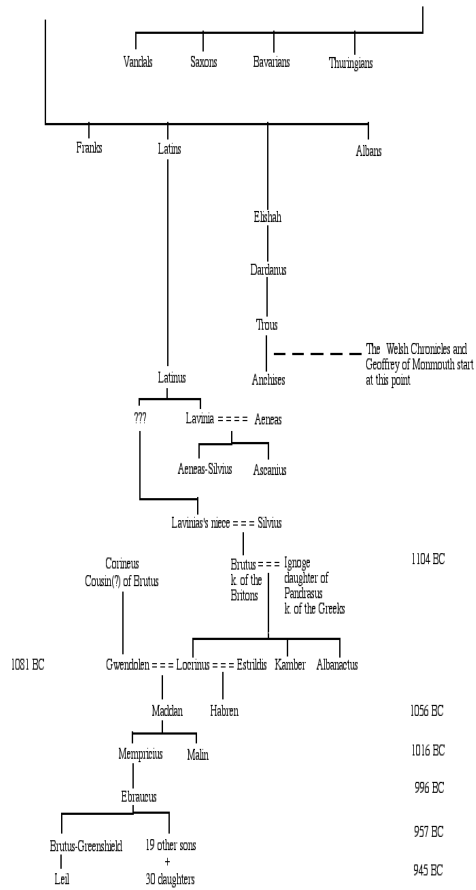 Vandals Saxons Bavarians Thuringians
Franks Latins Albans
Elishah
Dardanus
Trous
The Welsh Chronicles and
Geoffrey of Monmouth start
at this point
Latinus Anchises
??? Lavinia = = = = Aeneas
Aeneas-Silvius Ascanius
Lavinias's niece = = = Silvius
Corineus
Cousin(?) of Brutus
Brutus = = = Ignoge 1104 BC
k. of the daughter of
Britons Pandrasus
k. of the Greeks
1081 BC Gwendolen = = = Locrinus = = = Estrildis Kamber Albanactus
Maddan Habren 1056 BC
Mempricius Malin 1016 BC
Ebraucus 996 BC
Brutus-Greenshield 19 other sons 957 BC
+
Leil 30 daughters 945 BC